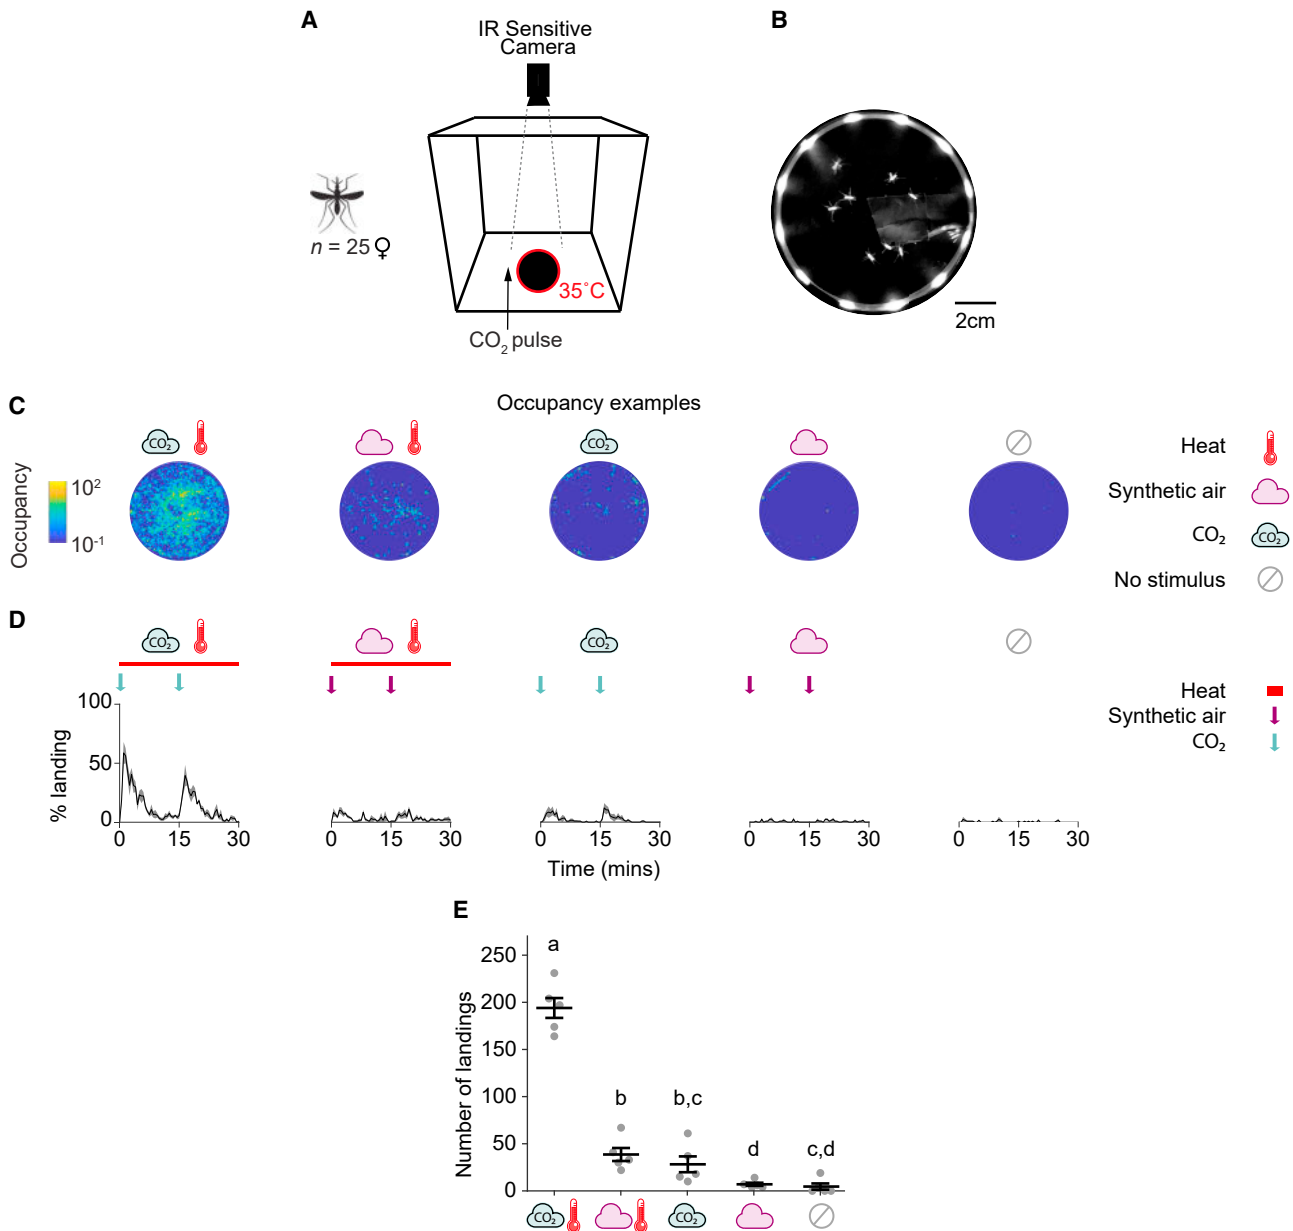 A
IR Sensitive
Camera
n = 25 ♀
35˚C
CO₂ pulse
B
2cm
C
Occupancy examples
CO₂
CO₂
Occupancy
10²
10⁻¹
Heat
Synthetic air
CO₂
CO₂
No stimulus
D
CO₂
CO₂
% landing
100
50
0
0
15
30
0
15
30
0
15
30
0
15
30
0
15
30
Time (mins)
Heat
Synthetic air
CO₂
E
Number of landings
250
200
150
100
50
0
a
b
b,c
d
c,d
CO₂
CO₂